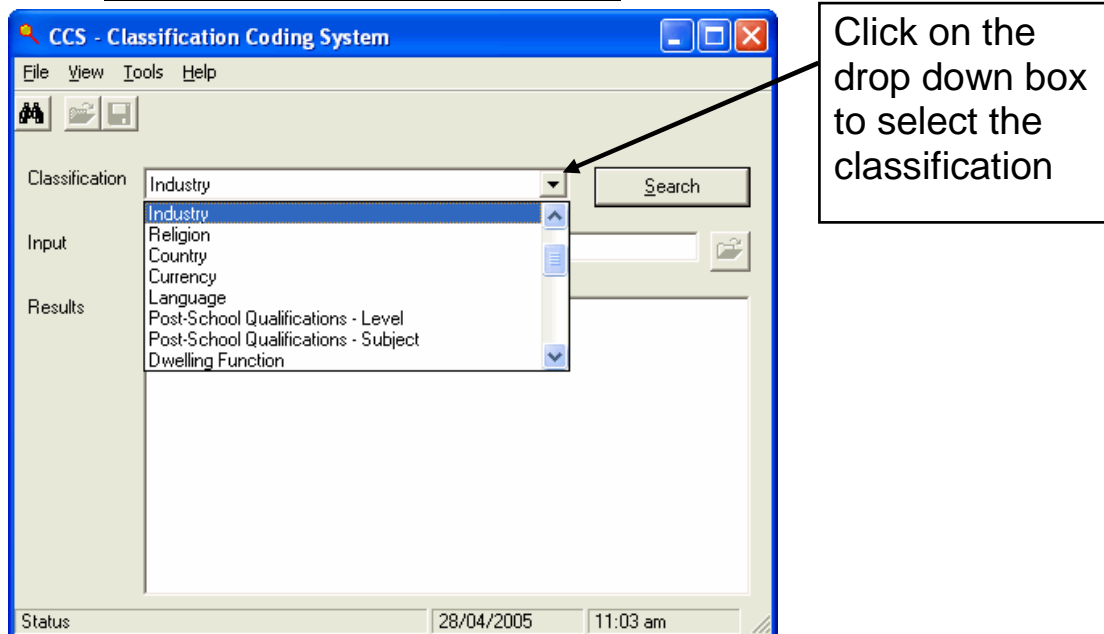 CCS - Classification Coding System
File View Tools Help
Click on the
drop down box
to select the
classification
Classification Industry Search
Industry
Religion
Input
Country
Currency
Language
Results
Post-School Qualifications - Level
Post-School Qualifications - Subject
Dwelling Function
Status 28/04/2005 11:03 am